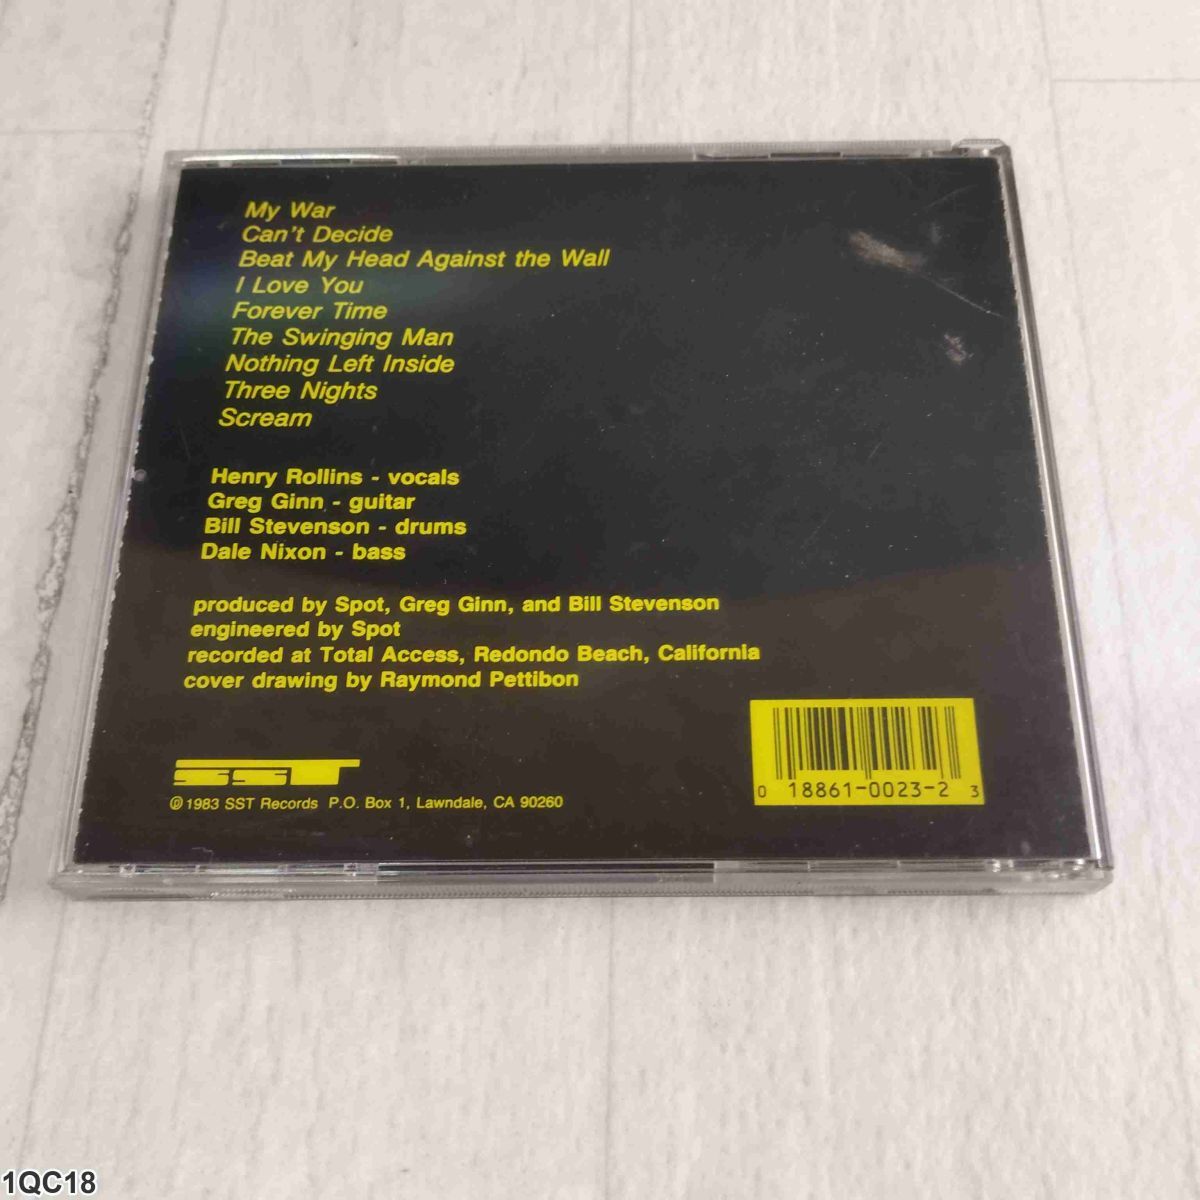 My War
Can't Decide
Beat My Head Against the Wall
I Love You
Forever Time
The Swinging Man
Nothing Left Inside
Three Nights
Scream
Henry Rollins - vocals
Greg Ginn - guitar
Bill Stevenson - drums
Dale Nixon - bass
produced by Spot, Greg Ginn, and Bill Stevenson
engineered by Spot
recorded at Total Access, Redondo Beach, California
cover drawing by Raymond Pettibon
SST
℗ 1983 SST Records P.O. Box 1, Lawndale, CA 90260
0 18861-0023-2 3
1QC18